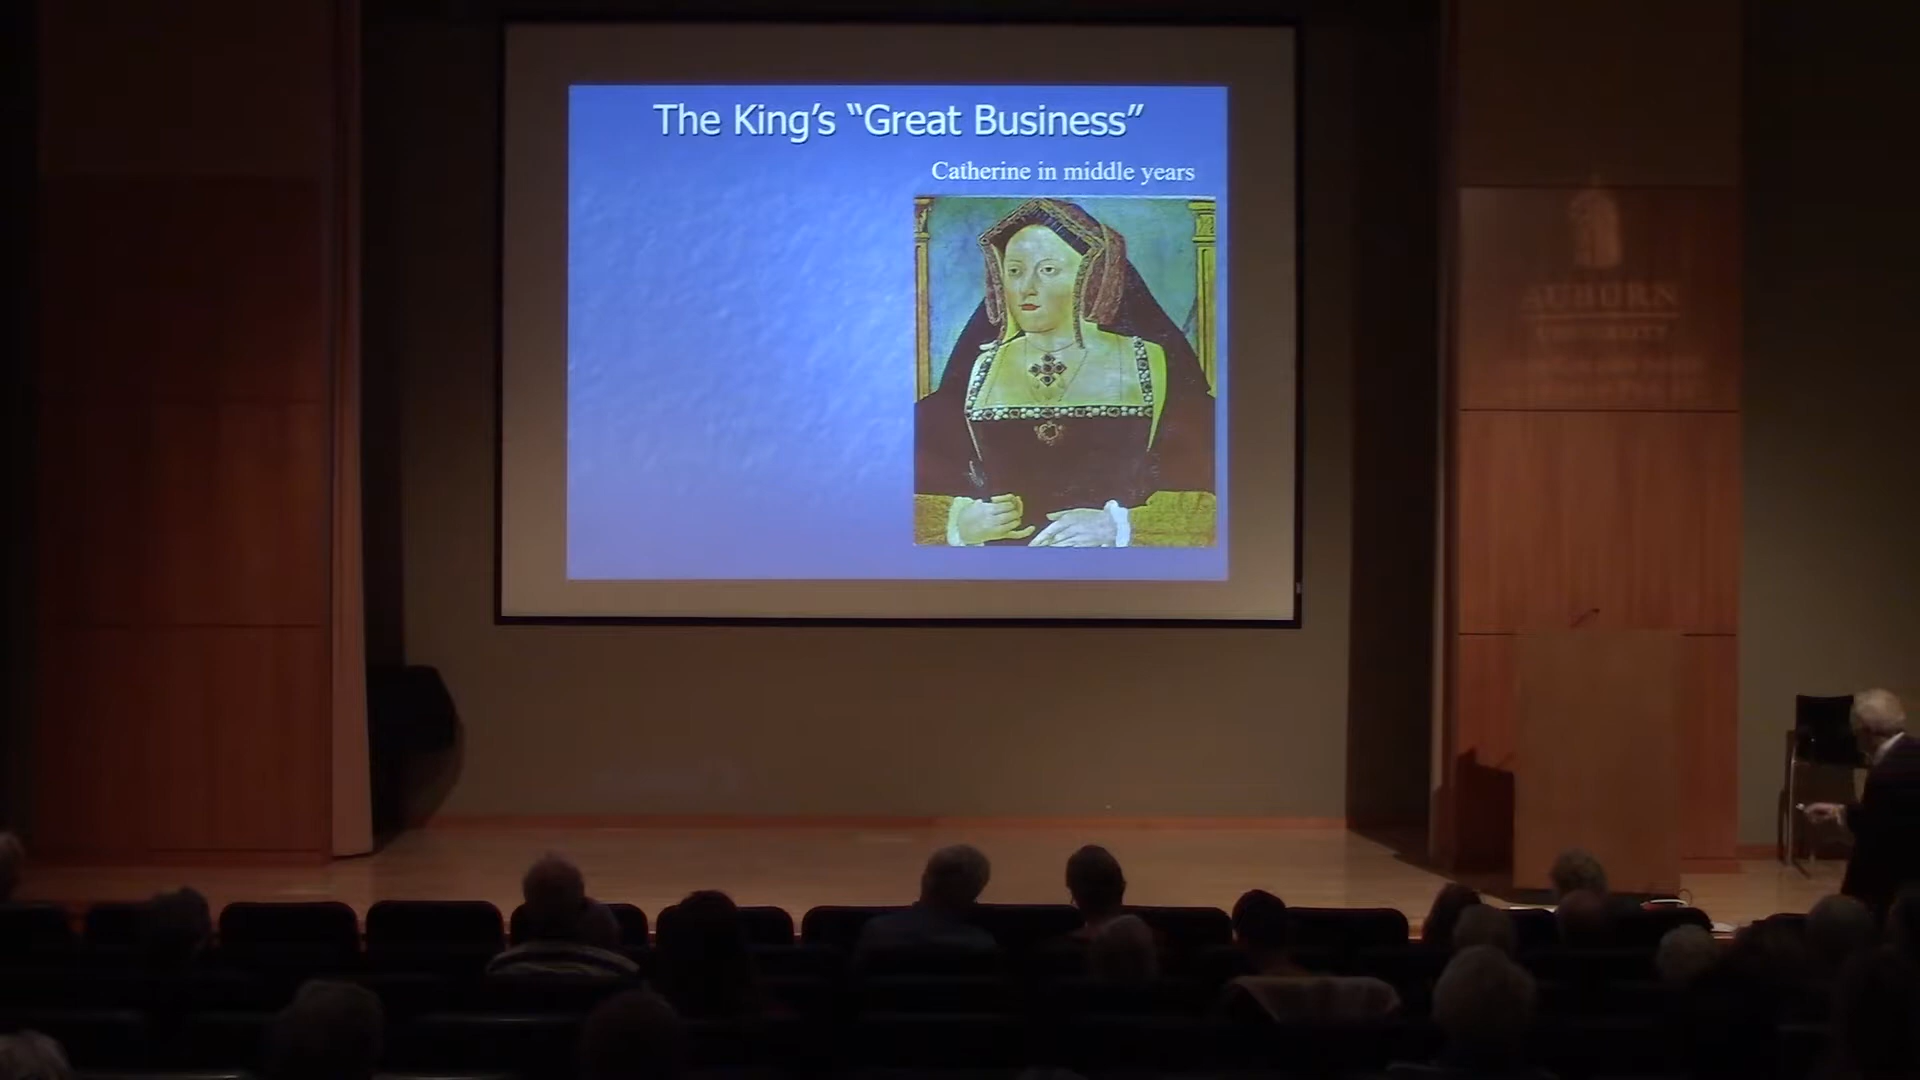 The King's “Great Business”
Catherine in middle years
AUBURN
UNIVERSITY